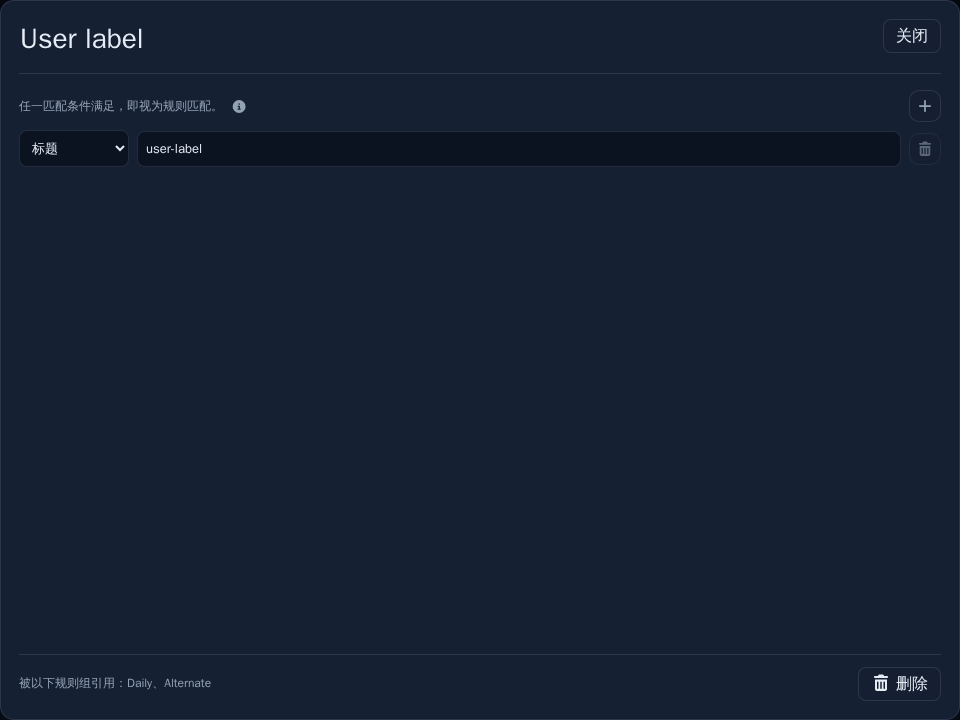 User label
关闭
任一匹配条件满足，即视为规则匹配。
标题
user-label
被以下规则组引用：Daily、Alternate
删除